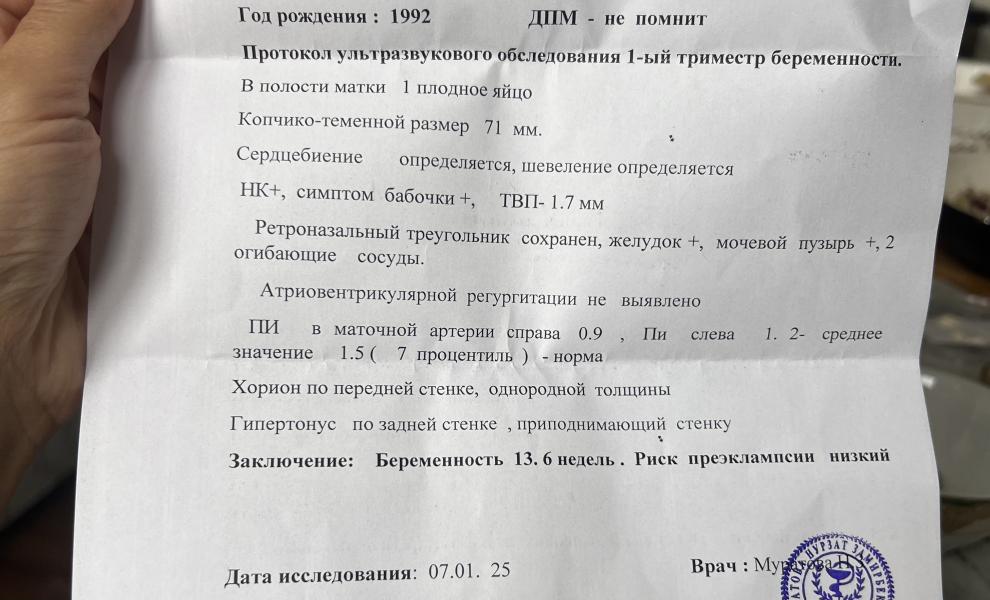 Год рождения : 1992 ДПМ - не помнит
Протокол ультразвукового обследования 1-ый триместр беременности.
В полости матки 1 плодное яйцо
Копчико-теменной размер 71 мм.
Сердцебиение определяется, шевеление определяется
НК+, симптом бабочки +, ТВП- 1.7 мм
Ретроназальный треугольник сохранен, желудок +, мочевой пузырь +, 2
огибающие сосуды.
Атриовентрикулярной регургитации не выявлено
ПИ в маточной артерии справа 0.9 , Пи слева 1. 2- среднее
значение 1.5 ( 7 процентиль ) - норма
Хорион по передней стенке, однородной толщины
Гипертонус по задней стенке , приподнимающий стенку
Заключение: Беременность 13. 6 недель . Риск преэклампсии низкий
Дата исследования: 07.01. 25 Врач :
НУРЗАТ ЗАМИРБЕК